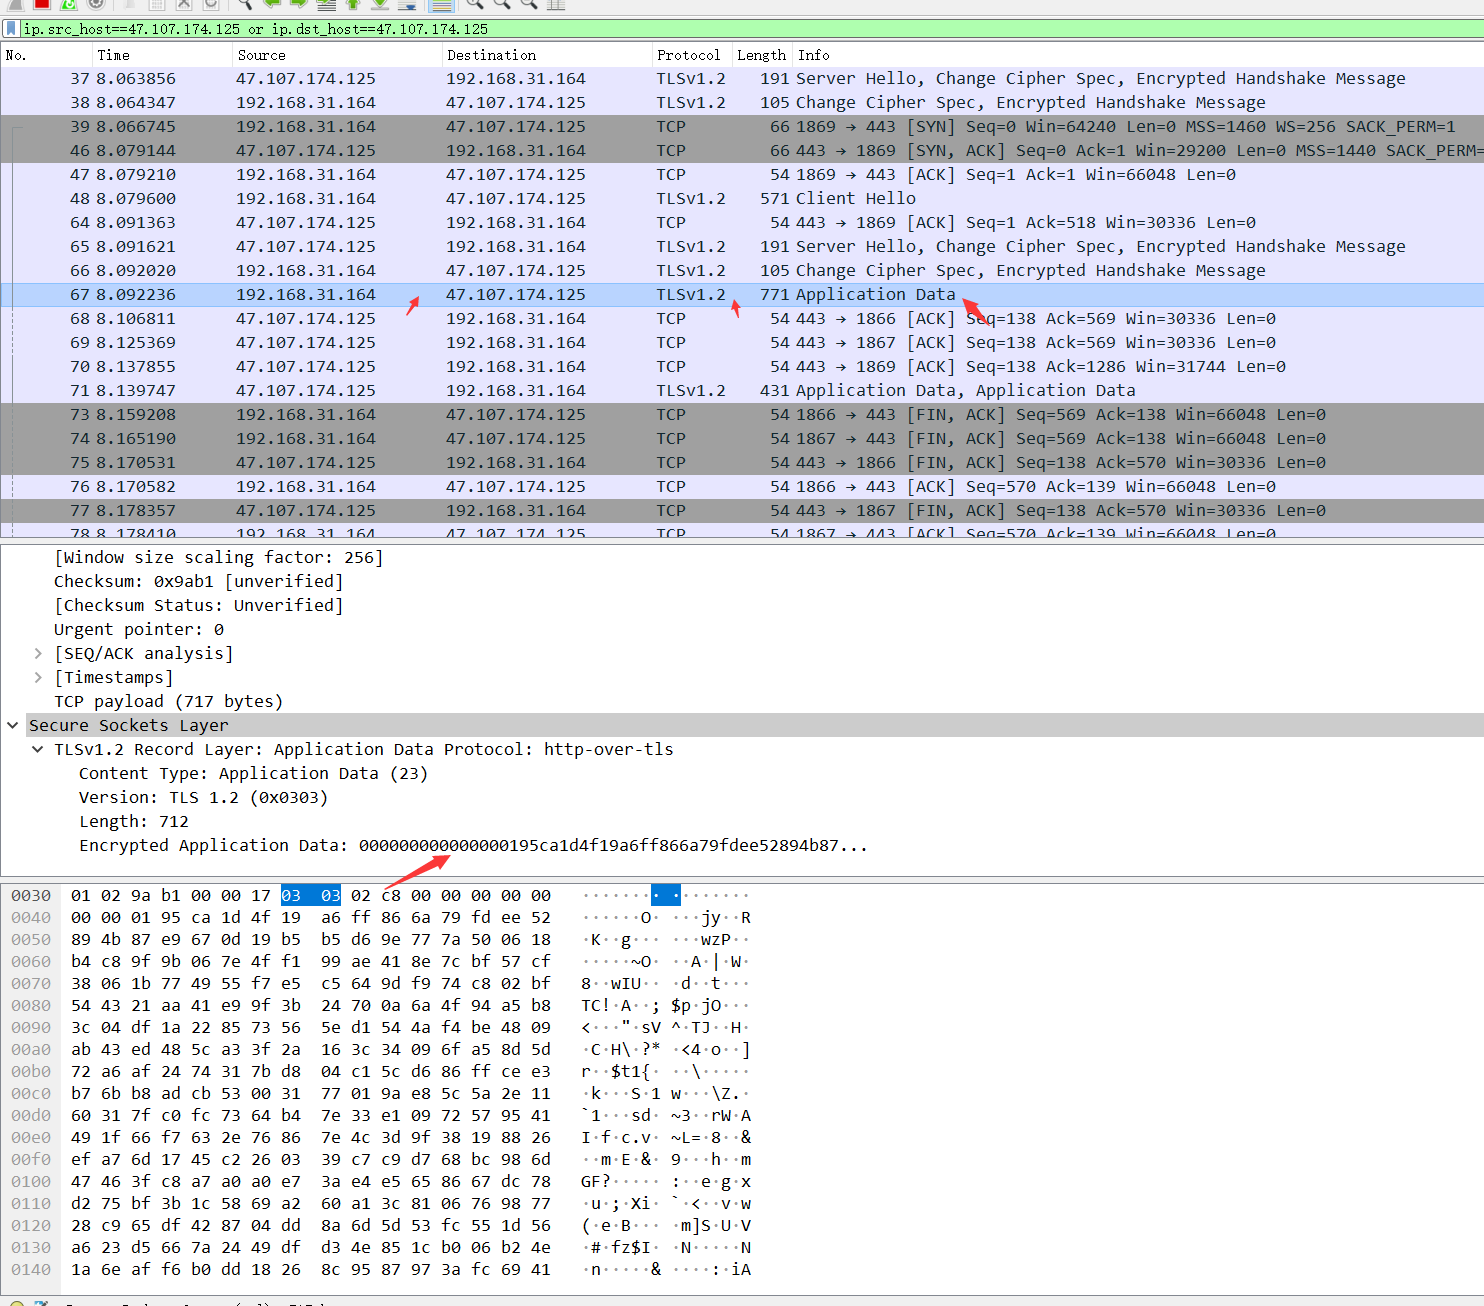 ip.src_host==47.107.174.125 or ip.dst_host==47.107.174.125
No. Time Source Destination Protocol Length Info
37 8.063856 47.107.174.125 192.168.31.164 TLSv1.2 191 Server Hello, Change Cipher Spec, Encrypted Handshake Message
38 8.064347 192.168.31.164 47.107.174.125 TLSv1.2 105 Change Cipher Spec, Encrypted Handshake Message
39 8.066745 192.168.31.164 47.107.174.125 TCP 66 1869 → 443 [SYN] Seq=0 Win=64240 Len=0 MSS=1460 WS=256 SACK_PERM=1
46 8.079144 47.107.174.125 192.168.31.164 TCP 66 443 → 1869 [SYN, ACK] Seq=0 Ack=1 Win=29200 Len=0 MSS=1440 SACK_PERM=
47 8.079210 192.168.31.164 47.107.174.125 TCP 54 1869 → 443 [ACK] Seq=1 Ack=1 Win=66048 Len=0
48 8.079600 192.168.31.164 47.107.174.125 TLSv1.2 571 Client Hello
64 8.091363 47.107.174.125 192.168.31.164 TCP 54 443 → 1869 [ACK] Seq=1 Ack=518 Win=30336 Len=0
65 8.091621 47.107.174.125 192.168.31.164 TLSv1.2 191 Server Hello, Change Cipher Spec, Encrypted Handshake Message
66 8.092020 192.168.31.164 47.107.174.125 TLSv1.2 105 Change Cipher Spec, Encrypted Handshake Message
67 8.092236 192.168.31.164 47.107.174.125 TLSv1.2 771 Application Data
68 8.106811 47.107.174.125 192.168.31.164 TCP 54 443 → 1866 [ACK] Seq=138 Ack=569 Win=30336 Len=0
69 8.125369 47.107.174.125 192.168.31.164 TCP 54 443 → 1867 [ACK] Seq=138 Ack=569 Win=30336 Len=0
70 8.137855 47.107.174.125 192.168.31.164 TCP 54 443 → 1869 [ACK] Seq=138 Ack=1286 Win=31744 Len=0
71 8.139747 47.107.174.125 192.168.31.164 TLSv1.2 431 Application Data, Application Data
73 8.159208 192.168.31.164 47.107.174.125 TCP 54 1866 → 443 [FIN, ACK] Seq=569 Ack=138 Win=66048 Len=0
74 8.165190 192.168.31.164 47.107.174.125 TCP 54 1867 → 443 [FIN, ACK] Seq=569 Ack=138 Win=66048 Len=0
75 8.170531 47.107.174.125 192.168.31.164 TCP 54 443 → 1866 [FIN, ACK] Seq=138 Ack=570 Win=30336 Len=0
76 8.170582 192.168.31.164 47.107.174.125 TCP 54 1866 → 443 [ACK] Seq=570 Ack=139 Win=66048 Len=0
77 8.178357 47.107.174.125 192.168.31.164 TCP 54 443 → 1867 [FIN, ACK] Seq=138 Ack=570 Win=30336 Len=0
78 8.178410 192.168.31.164 47.107.174.125 TCP 54 1867 → 443 [ACK] Seq=570 Ack=139 Win=66048 Len=0
[Window size scaling factor: 256]
Checksum: 0x9ab1 [unverified]
[Checksum Status: Unverified]
Urgent pointer: 0
[SEQ/ACK analysis]
[Timestamps]
TCP payload (717 bytes)
Secure Sockets Layer
TLSv1.2 Record Layer: Application Data Protocol: http-over-tls
Content Type: Application Data (23)
Version: TLS 1.2 (0x0303)
Length: 712
Encrypted Application Data: 000000000000000195ca1d4f19a6ff866a79fdee52894b87...
0030 01 02 9a b1 00 00 17 03 03 02 c8 00 00 00 00 00 ················
0040 00 00 01 95 ca 1d 4f 19 a6 ff 86 6a 79 fd ee 52 ······O· ···jy··R
0050 89 4b 87 e9 67 0d 19 b5 b5 d6 9e 77 7a 50 06 18 ·K··g··· ···wzP··
0060 b4 c8 9f 9b 06 7e 4f f1 99 ae 41 8e 7c bf 57 cf ·····~O· ··A·|·W·
0070 38 06 1b 77 49 55 f7 e5 c5 64 9d f9 74 c8 02 bf 8··wIU·· ·d··t···
0080 54 43 21 aa 41 e9 9f 3b 24 70 0a 6a 4f 94 a5 b8 TC!·A··; $p·jO···
0090 3c 04 df 1a 22 85 73 56 5e d1 54 4a f4 be 48 09 <···"·sV ^·TJ··H·
00a0 ab 43 ed 48 5c a3 3f 2a 16 3c 34 09 6f a5 8d 5d ·C·H\·?* ·<4·o··]
00b0 72 a6 af 24 74 31 7b d8 04 c1 5c d6 86 ff ce e3 r··$t1{· ··\·····
00c0 b7 6b b8 ad cb 53 00 31 77 01 9a e8 5c 5a 2e 11 ·k···S·1 w···\Z.·
00d0 60 31 7f c0 fc 73 64 b4 7e 33 e1 09 72 57 95 41 `1···sd· ~3··rW·A
00e0 49 1f 66 f7 63 2e 76 86 7e 4c 3d 9f 38 19 88 26 I·f·c.v· ~L=·8··&
00f0 ef a7 6d 17 45 c2 26 03 39 c7 c9 d7 68 bc 98 6d ··m·E·&· 9···h··m
0100 47 46 3f c8 a7 a0 a0 e7 3a e4 e5 65 86 67 dc 78 GF?····· :··e·g·x
0110 d2 75 bf 3b 1c 58 69 a2 60 a1 3c 81 06 76 98 77 ·u·;·Xi· `·<··v·w
0120 28 c9 65 df 42 87 04 dd 8a 6d 5d 53 fc 55 1d 56 (·e·B··· ·m]S·U·V
0130 a6 23 d5 66 7a 24 49 df d3 4e 85 1c b0 06 b2 4e ·#·fz$I· ·N·····N
0140 1a 6e af f6 b0 dd 18 26 8c 95 87 97 3a fc 69 41 ·n·····& ····:·iA